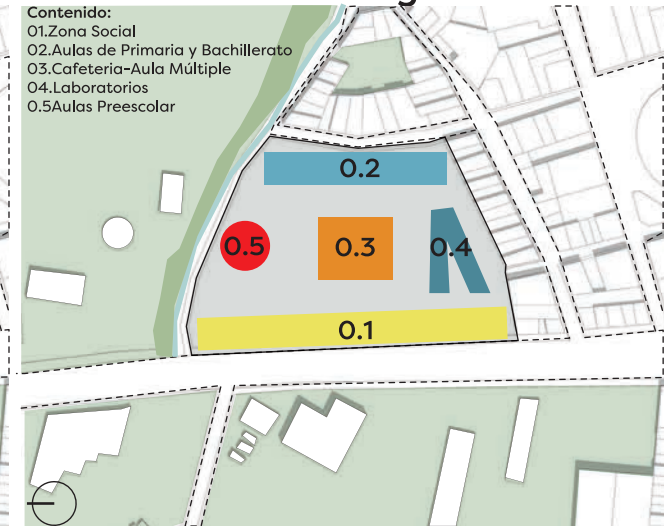 Contenido:
01.Zona Social
02.Aulas de Primaria y Bachillerato
03.Cafeteria-Aula Múltiple
04.Laboratorios
0.5Aulas Preescolar
0.2
0.5
0.3
0.4
0.1